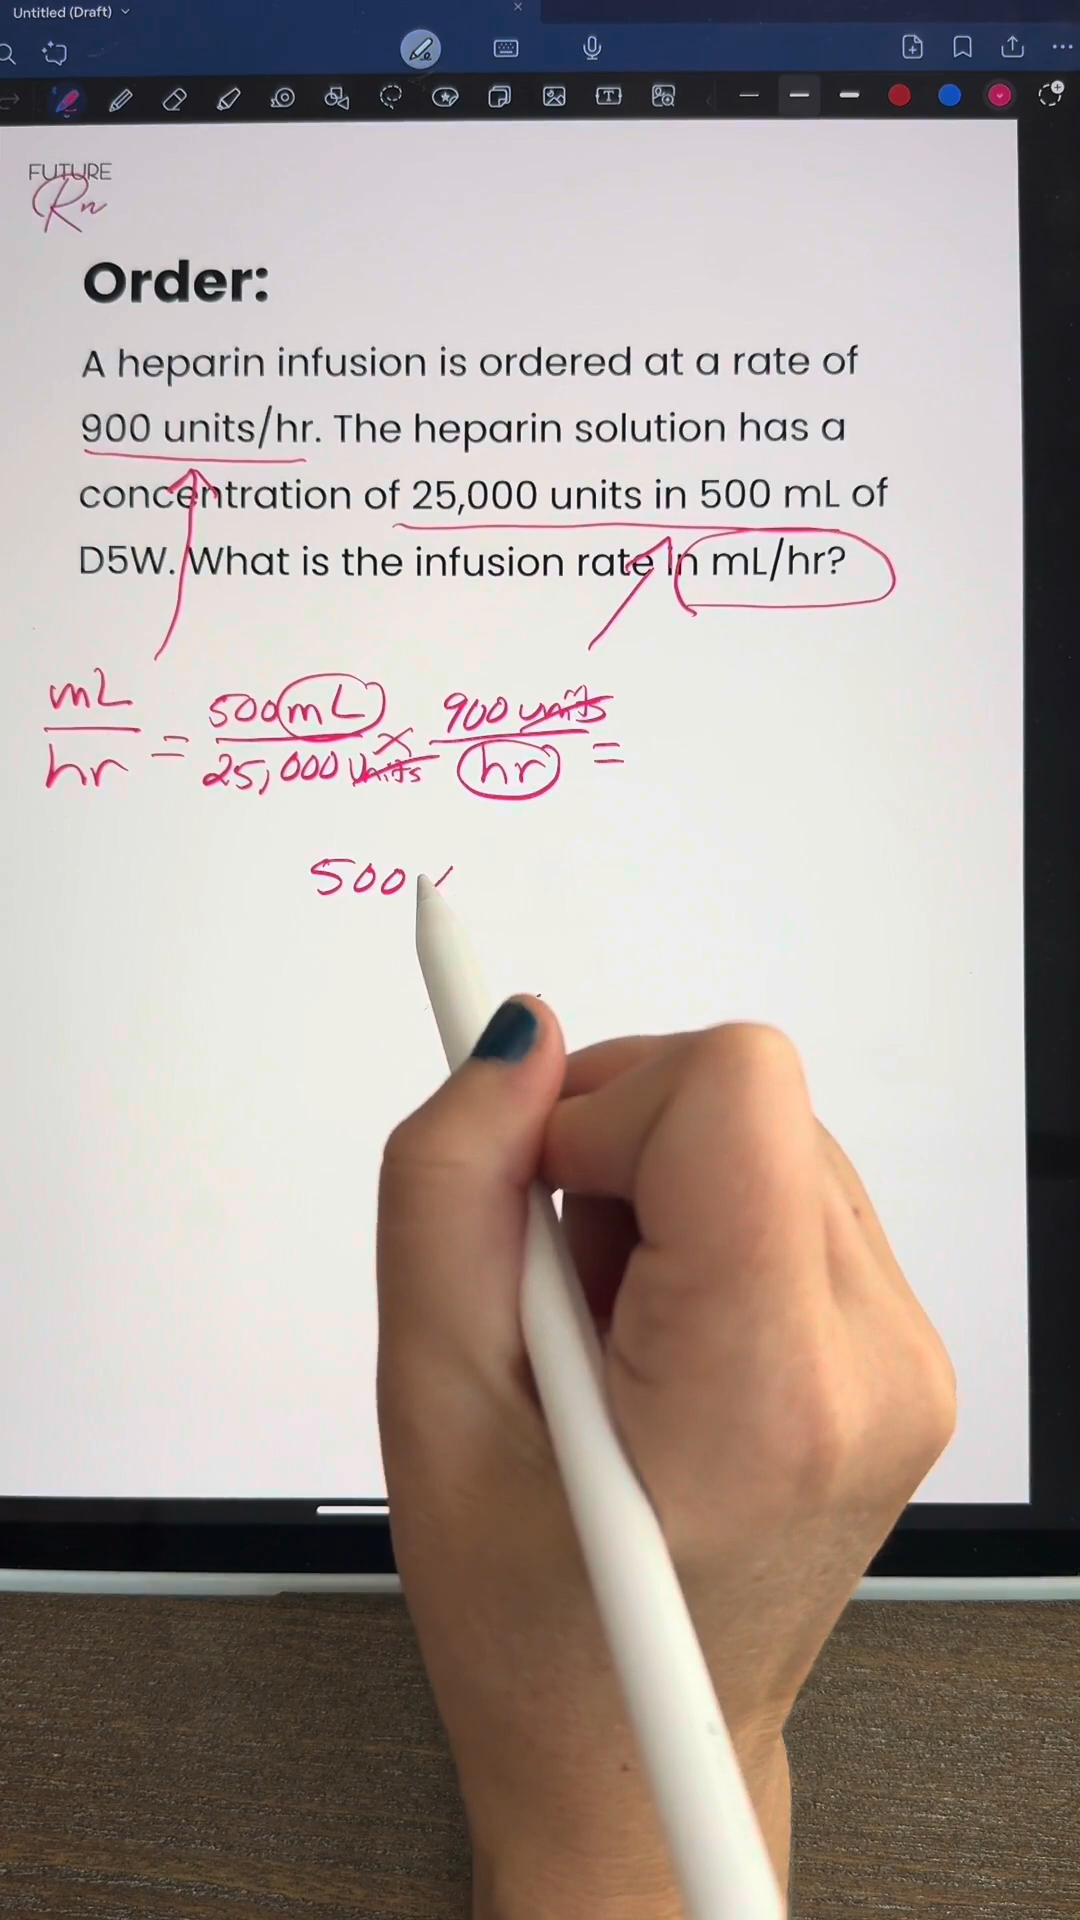 Untitled (Draft)
FUTURE
Rn
Order:
A heparin infusion is ordered at a rate of
900 units/hr. The heparin solution has a
concentration of 25,000 units in 500 mL of
D5W. What is the infusion rate in mL/hr?
mL
hr
=
500 mL
25,000 units
×
900 units
hr
=
500